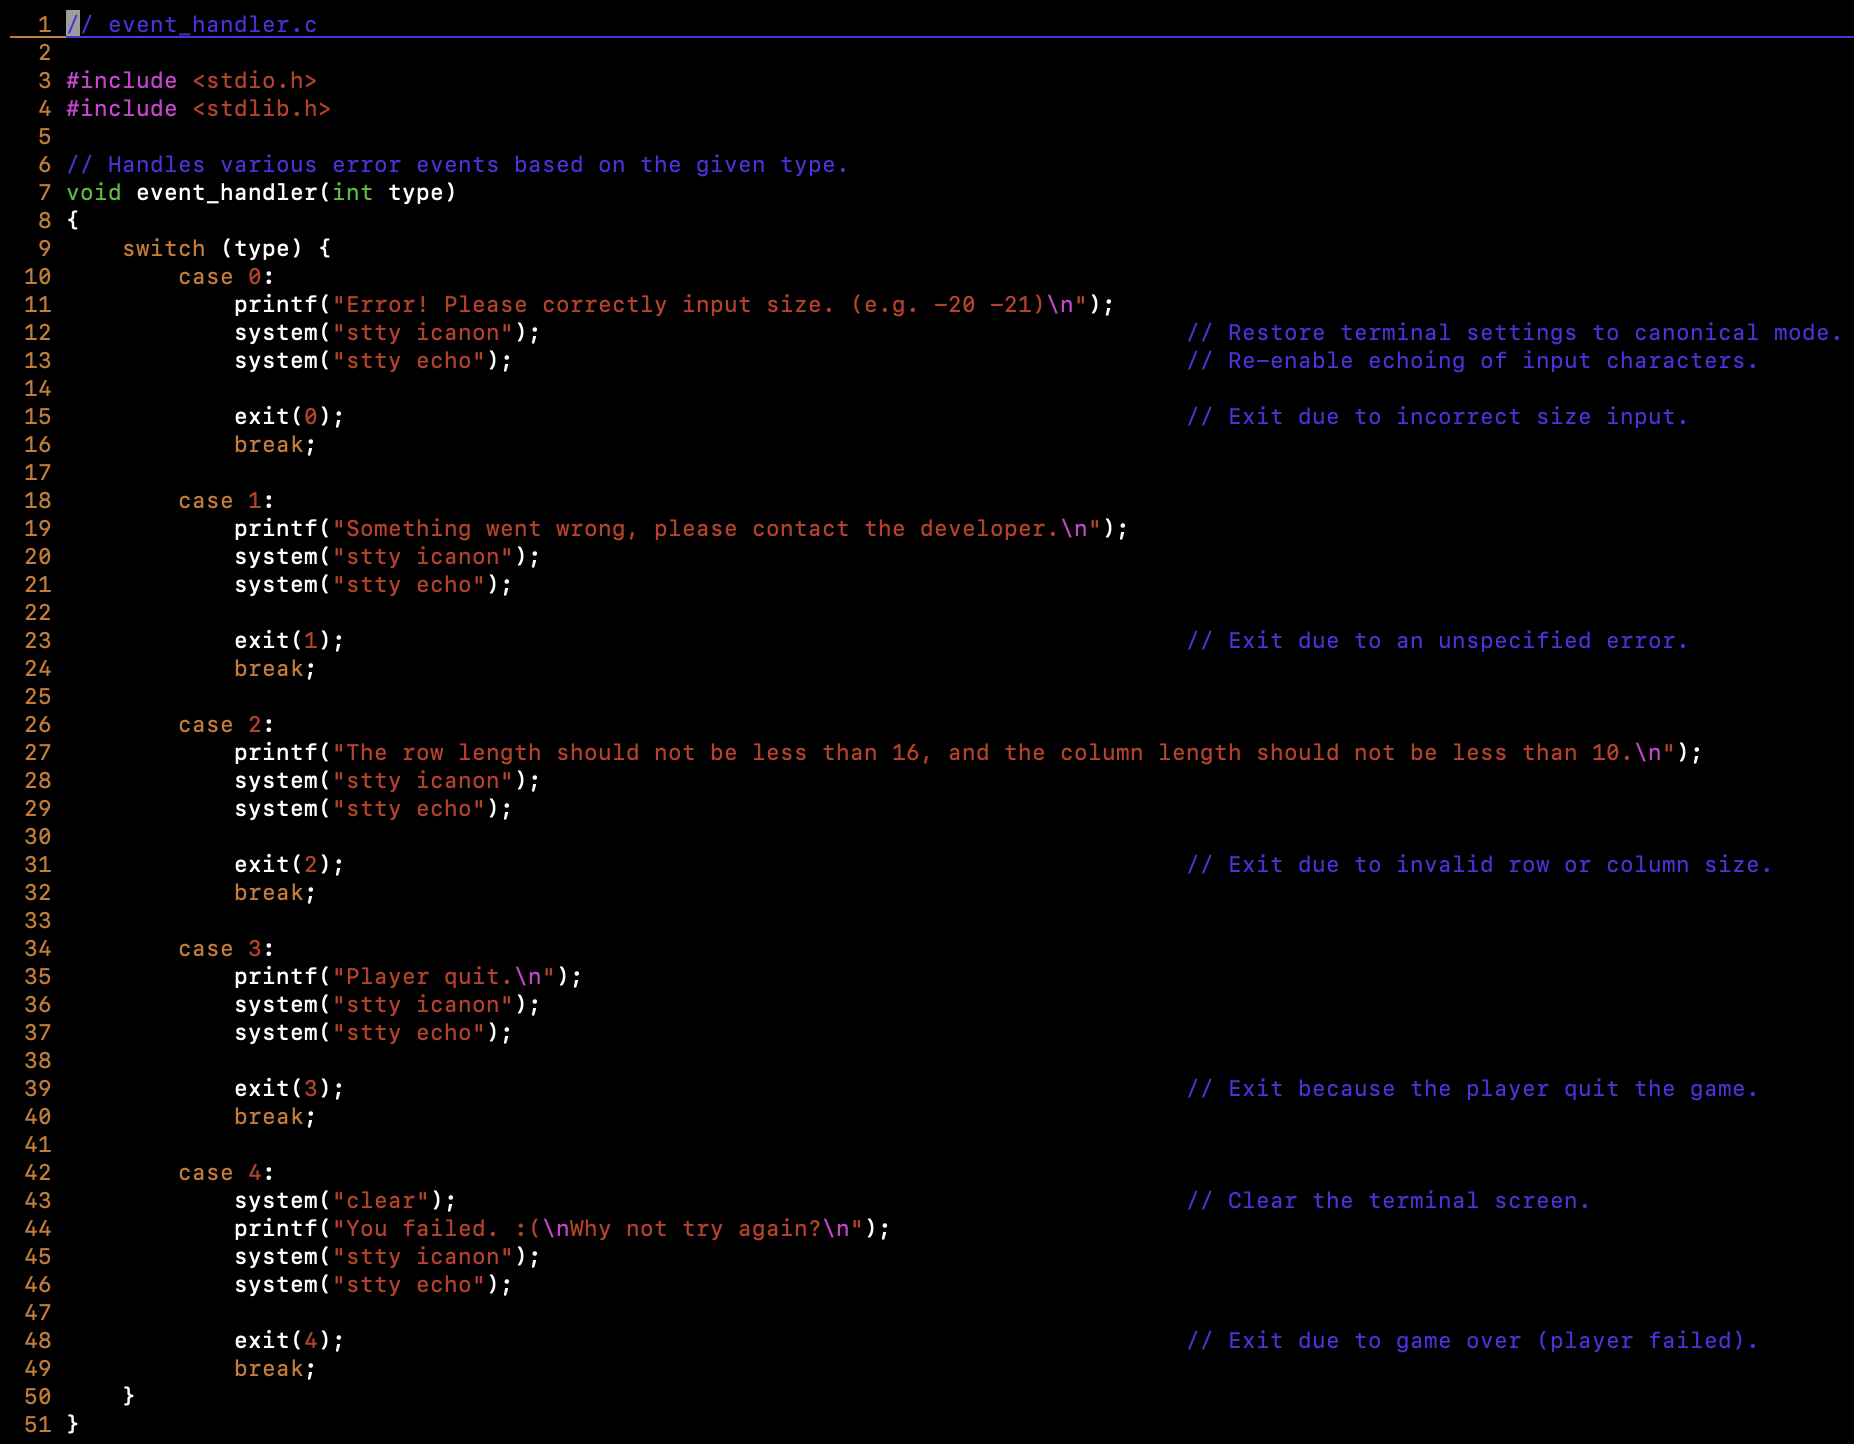 1 // event_handler.c
2
3 #include <stdio.h>
4 #include <stdlib.h>
5
6 // Handles various error events based on the given type.
7 void event_handler(int type)
8 {
9     switch (type) {
10         case 0:
11             printf("Error! Please correctly input size. (e.g. -20 -21)\n");
12             system("stty icanon");                                              // Restore terminal settings to canonical mode.
13             system("stty echo");                                                // Re-enable echoing of input characters.
14
15             exit(0);                                                            // Exit due to incorrect size input.
16             break;
17
18         case 1:
19             printf("Something went wrong, please contact the developer.\n");
20             system("stty icanon");
21             system("stty echo");
22
23             exit(1);                                                            // Exit due to an unspecified error.
24             break;
25
26         case 2:
27             printf("The row length should not be less than 16, and the column length should not be less than 10.\n");
28             system("stty icanon");
29             system("stty echo");
30
31             exit(2);                                                            // Exit due to invalid row or column size.
32             break;
33
34         case 3:
35             printf("Player quit.\n");
36             system("stty icanon");
37             system("stty echo");
38
39             exit(3);                                                            // Exit because the player quit the game.
40             break;
41
42         case 4:
43             system("clear");                                                    // Clear the terminal screen.
44             printf("You failed. :(\nWhy not try again?\n");
45             system("stty icanon");
46             system("stty echo");
47
48             exit(4);                                                            // Exit due to game over (player failed).
49             break;
50     }
51 }